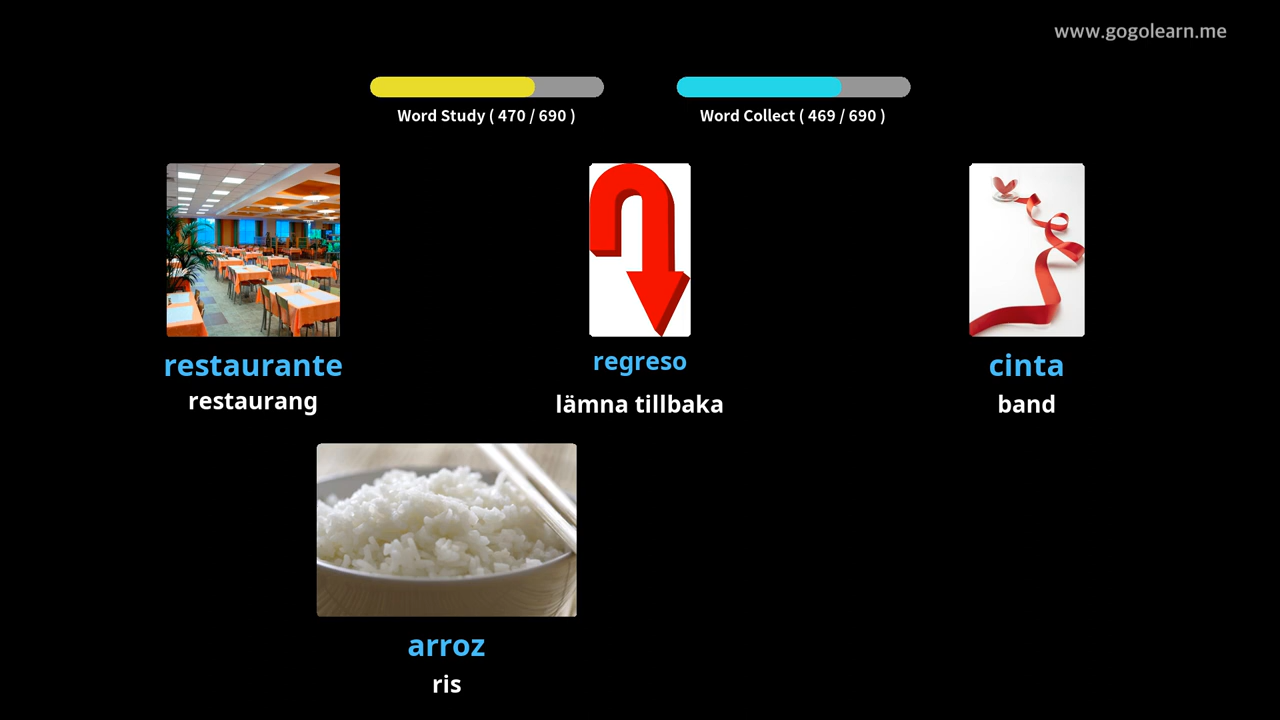 www.gogolearn.me
Word Study ( 470 / 690 )
Word Collect ( 469 / 690 )
restaurante
restaurang
regreso
lämna tillbaka
cinta
band
arroz
ris